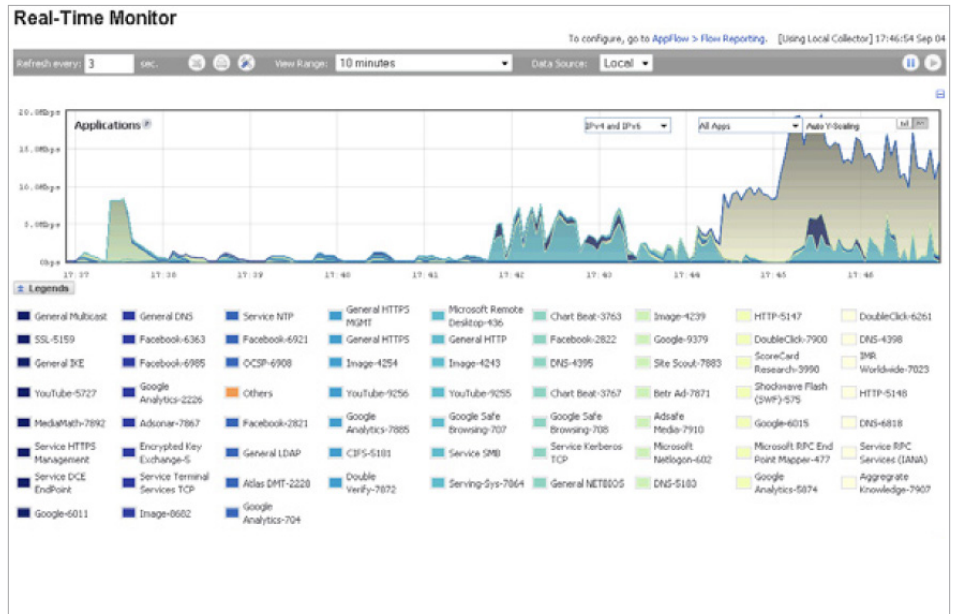 Real-Time Monitor
To configure, go to AppFlow > Flow Reporting. [Using Local Collector] 17:46:54 Sep 04
Refresh every: 3 sec. View Range: 10 minutes Data Source: Local
20.0Mbps
Applications IPv4 and IPv6 All Apps Auto Y-Scaling
15.0Mbps
10.0Mbps
5.0Mbps
0bps
17:37 17:38 17:39 17:40 17:41 17:42 17:43 17:44 17:45 17:46
Legends
General Multicast General DNS Service NTP General HTTPS MGMT Microsoft Remote Desktop-436 Chart Beat-3763 Image-4239 HTTP-5147 DoubleClick-6261
SSL-5159 Facebook-6363 Facebook-6921 General HTTPS General HTTP Facebook-2822 Google-9379 DoubleClick-7900 DNS-4398
General IKE Facebook-6985 OCSP-6908 Image-4254 Image-4243 DNS-4395 Site Scout-7883 ScoreCard Research-3990 IMR Worldwide-7023
YouTube-5727 Google Analytics-2226 Others YouTube-9256 YouTube-9255 Chart Beat-3767 Betr Ad-7871 Shockwave Flash (SWF)-575 HTTP-5148
MediaMath-7892 Adsonar-7867 Facebook-2821 Google Analytics-7885 Google Safe Browsing-707 Google Safe Browsing-708 Adsafe Media-7910 Google-6015 DNS-6818
Service HTTPS Management Encrypted Key Exchange-5 General LDAP CIFS-5181 Service SMB Service Kerberos TCP Microsoft Netlogon-602 Microsoft RPC End Point Mapper-477 Service RPC Services (IANA)
Service DCE EndPoint Service Terminal Services TCP Atlas DMT-2228 Double Verify-7872 Serving-Sys-7864 General NETBIOS DNS-5183 Google Analytics-5874 Aggregrate Knowledge-7907
Google-6011 Image-8682 Google Analytics-704